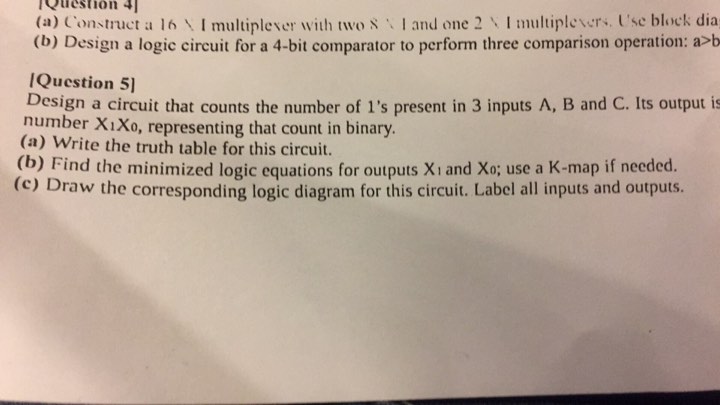 [Question 4]
(a) Construct a 16 X 1 multiplexer with two 8 X 1 and one 2 X 1 multiplexers. Use block dia
(b) Design a logic circuit for a 4-bit comparator to perform three comparison operation: a>b
[Question 5]
Design a circuit that counts the number of 1's present in 3 inputs A, B and C. Its output is
number X₁X₀, representing that count in binary.
(a) Write the truth table for this circuit.
(b) Find the minimized logic equations for outputs X₁ and X₀; use a K-map if needed.
(c) Draw the corresponding logic diagram for this circuit. Label all inputs and outputs.